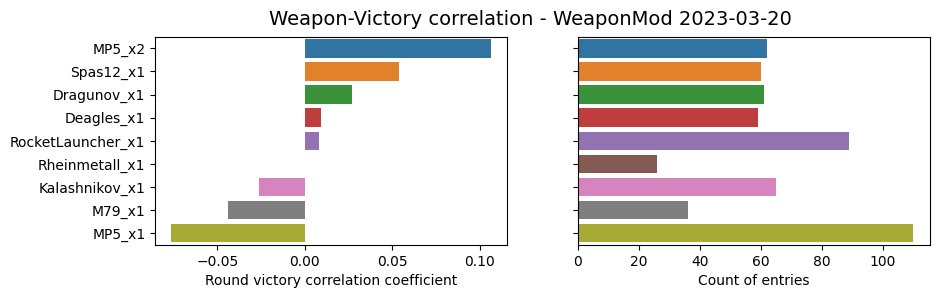 Weapon-Victory correlation - WeaponMod 2023-03-20
MP5_x2
Spas12_x1
Dragunov_x1
Deagles_x1
RocketLauncher_x1
Rheinmetall_x1
Kalashnikov_x1
M79_x1
MP5_x1
−0.05 0.00 0.05 0.10
Round victory correlation coefficient
0 20 40 60 80 100
Count of entries